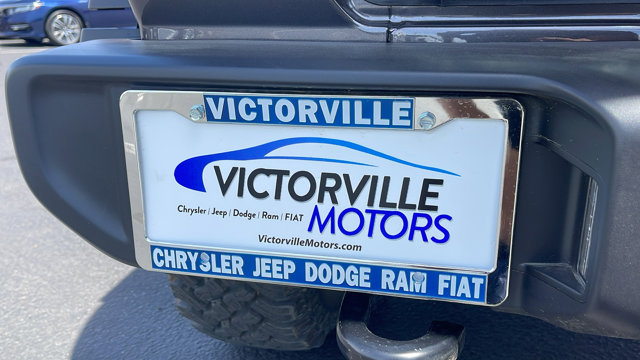 VICTORVILLE
VICTORVILLE
Chrysler | Jeep | Dodge | Ram | FIAT MOTORS
VictorvilleMotors.com
CHRYSLER JEEP DODGE RAM FIAT